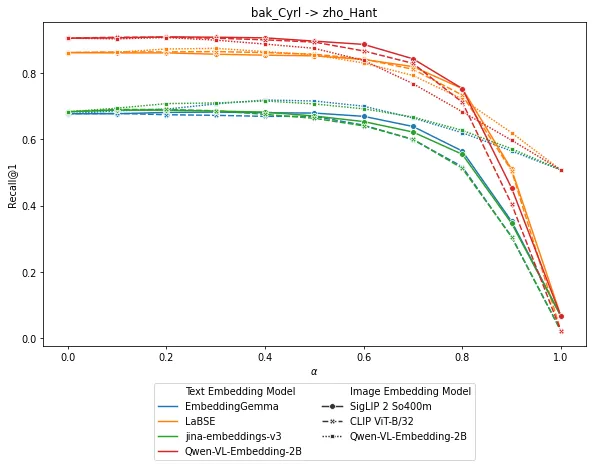 bak_Cyrl -> zho_Hant
Recall@1
0.8
0.6
0.4
0.2
0.0
0.0 0.2 0.4 0.6 0.8 1.0
α
Text Embedding Model Image Embedding Model
EmbeddingGemma SigLIP 2 So400m
LaBSE CLIP ViT-B/32
jina-embeddings-v3 Qwen-VL-Embedding-2B
Qwen-VL-Embedding-2B